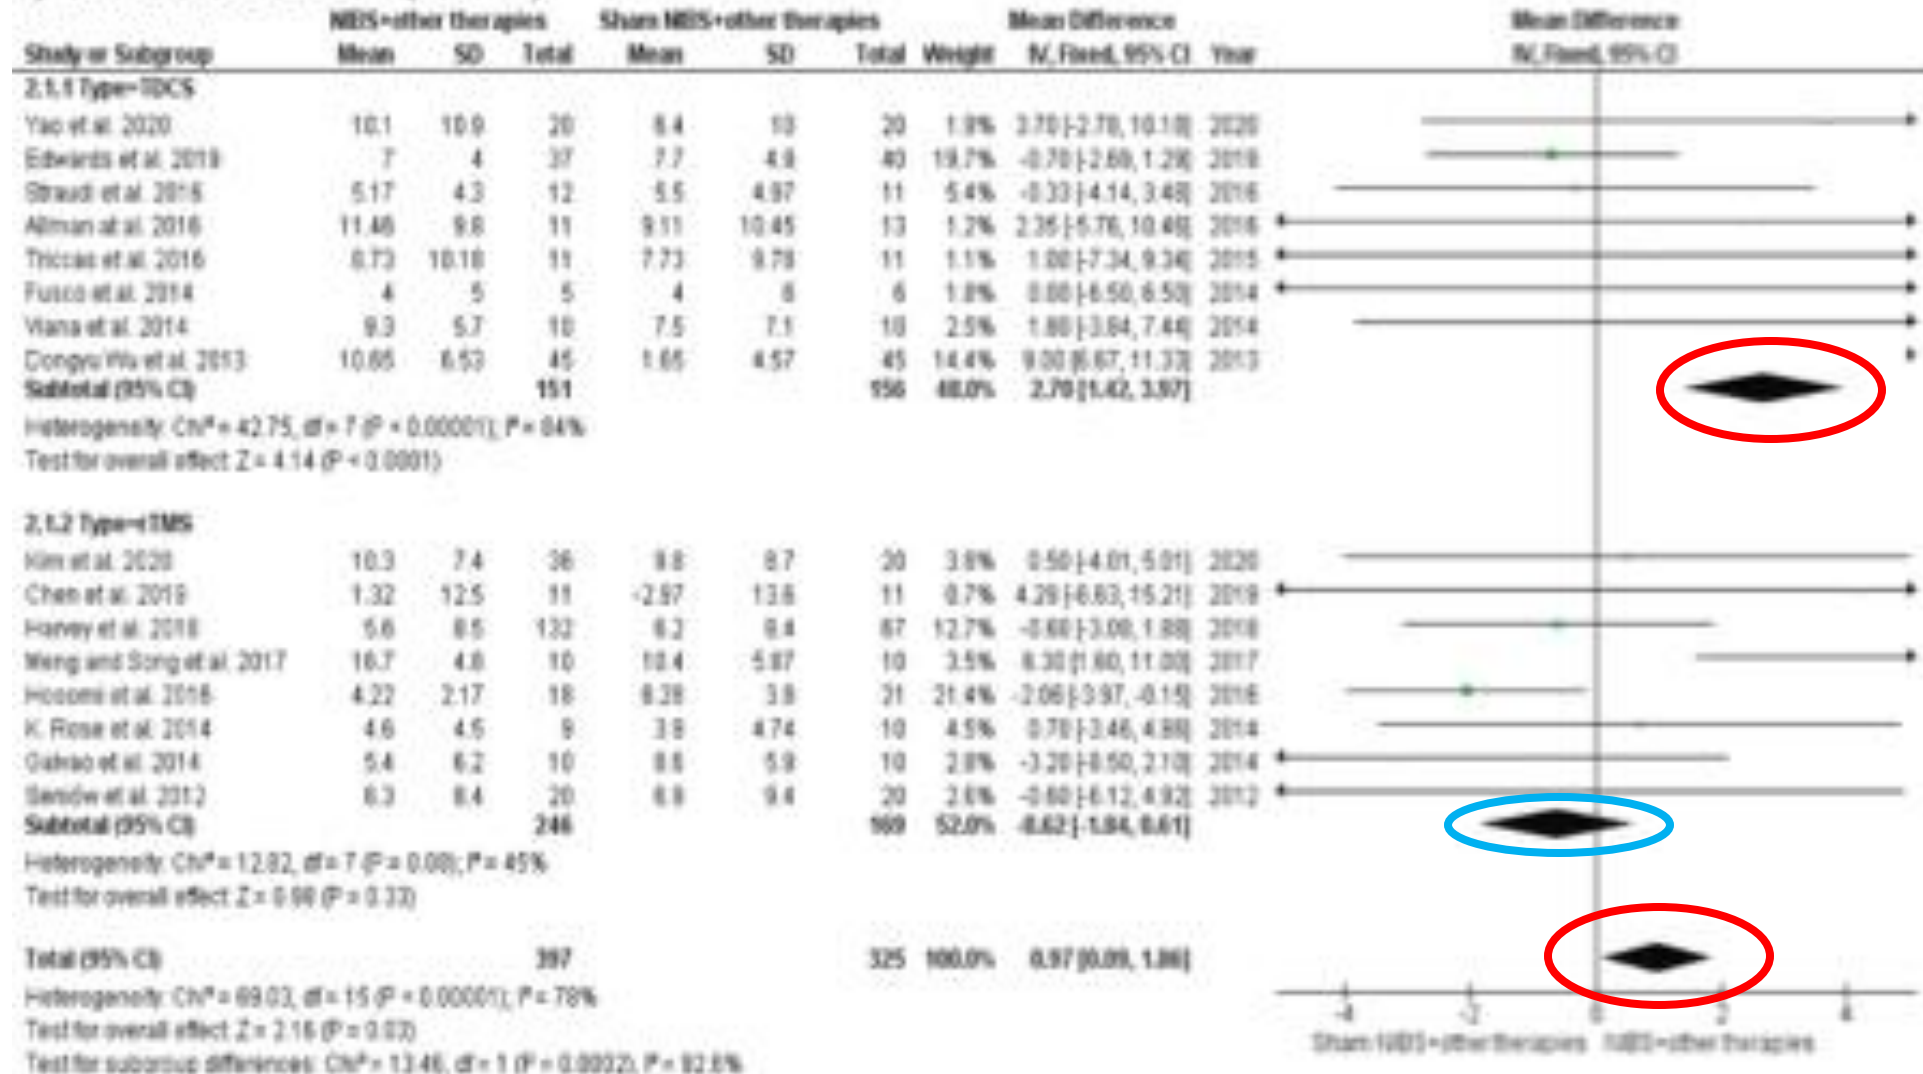 NIBS+other therapies Sham NIBS+other therapies Mean Difference Mean Difference
Study or Subgroup Mean SD Total Mean SD Total Weight IV, Fixed, 95% CI Year IV, Fixed, 95% CI
2.1.1 Type=TDCS
Yao et al. 2020 10.1 10.9 20 6.4 10 20 1.9% 3.70 [-2.78, 10.18] 2020
Edwards et al. 2019 7 4 37 7.7 4.9 40 19.7% -0.70 [-2.69, 1.29] 2019
Straudi et al. 2016 5.17 4.3 12 5.5 4.97 11 5.4% -0.33 [-4.14, 3.48] 2016
Allman at al. 2016 11.46 9.8 11 9.11 10.45 13 1.2% 2.35 [-5.76, 10.46] 2016
Triccas et al. 2016 8.73 10.18 11 7.73 9.78 11 1.1% 1.00 [-7.34, 9.34] 2015
Fusco et al. 2014 4 5 5 4 6 6 1.8% 0.00 [-6.50, 6.50] 2014
Viana et al. 2014 9.3 5.7 10 7.5 7.1 10 2.5% 1.80 [-3.84, 7.44] 2014
Dongyu Wu et al. 2013 10.65 6.53 45 1.65 4.57 45 14.4% 9.00 [6.67, 11.33] 2013
Subtotal (95% CI) 151 156 48.0% 2.70 [1.42, 3.97]
Heterogeneity: Chi² = 42.75, df = 7 (P < 0.00001); I² = 84%
Test for overall effect: Z = 4.14 (P < 0.0001)
2.1.2 Type=rTMS
Kim et al. 2020 10.3 7.4 36 9.8 8.7 20 3.8% 0.50 [-4.01, 5.01] 2020
Chen et al. 2019 1.32 12.5 11 -2.97 13.6 11 0.7% 4.29 [-6.63, 15.21] 2019
Harvey et al. 2018 5.6 8.5 132 6.2 8.4 67 12.7% -0.60 [-3.08, 1.88] 2018
Meng and Song et al. 2017 16.7 4.8 10 10.4 5.87 10 3.5% 6.30 [1.60, 11.00] 2017
Hosomi et al. 2016 4.22 2.17 18 6.28 3.8 21 21.4% -2.06 [-3.97, -0.15] 2016
K. Rose et al. 2014 4.6 4.5 9 3.9 4.74 10 4.5% 0.70 [-3.46, 4.86] 2014
Galvao et al. 2014 5.4 6.2 10 8.6 5.9 10 2.8% -3.20 [-8.50, 2.10] 2014
Seniów et al. 2012 6.3 8.4 20 6.9 9.4 20 2.6% -0.60 [-6.12, 4.92] 2012
Subtotal (95% CI) 246 169 52.0% -0.62 [-1.84, 0.61]
Heterogeneity: Chi² = 12.82, df = 7 (P = 0.08); I² = 45%
Test for overall effect: Z = 0.98 (P = 0.33)
Total (95% CI) 397 325 100.0% 0.97 [0.09, 1.86]
Heterogeneity: Chi² = 69.03, df = 15 (P < 0.00001); I² = 78%
Test for overall effect: Z = 2.16 (P = 0.03)
Test for subgroup differences: Chi² = 13.46, df = 1 (P = 0.0002), I² = 92.6%
-4 -2 0 2 4
Sham NIBS+other therapies NIBS+other therapies